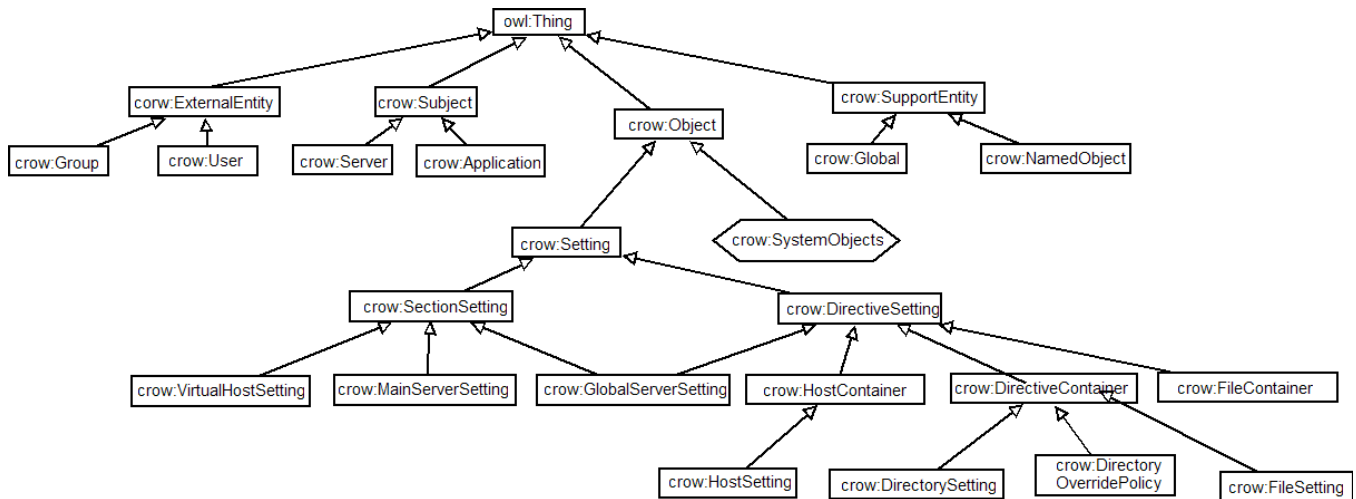 owl:Thing
corw:ExternalEntity
crow:Subject
crow:Object
crow:SupportEntity
crow:Group
crow:User
crow:Server
crow:Application
crow:Global
crow:NamedObject
crow:Setting
crow:SystemObjects
crow:SectionSetting
crow:DirectiveSetting
crow:VirtualHostSetting
crow:MainServerSetting
crow:GlobalServerSetting
crow:HostContainer
crow:DirectiveContainer
crow:FileContainer
crow:HostSetting
crow:DirectorySetting
crow:Directory
OverridePolicy
crow:FileSetting